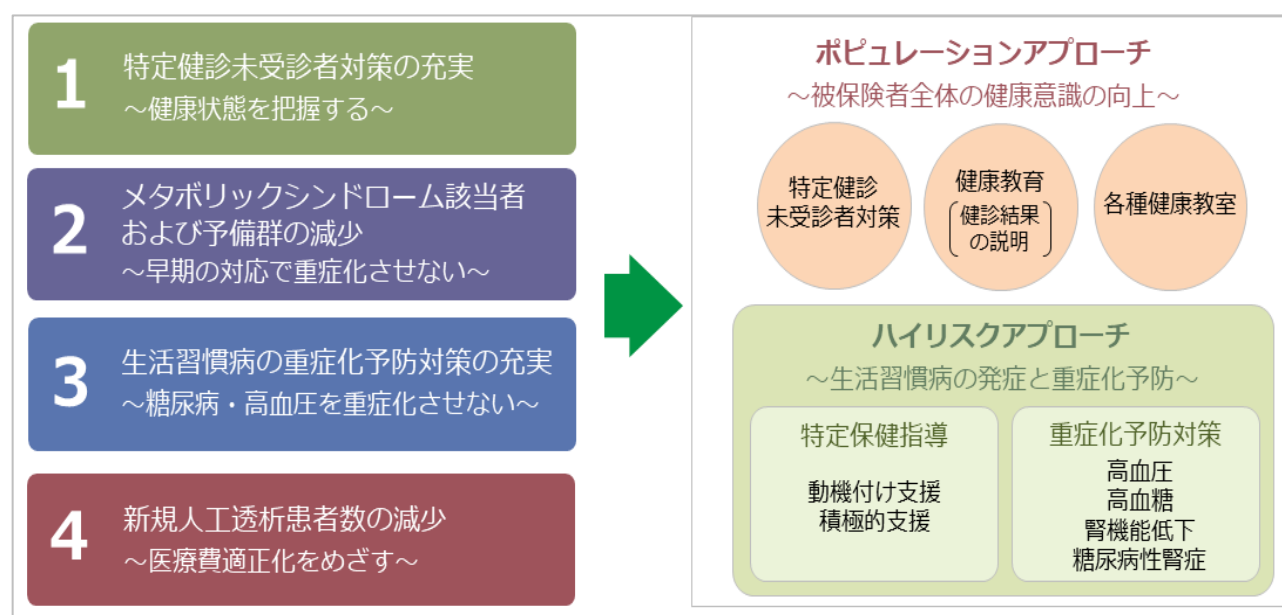 1
特定健診未受診者対策の充実
～健康状態を把握する～
2
メタボリックシンドローム該当者
および予備群の減少
～早期の対応で重症化させない～
3
生活習慣病の重症化予防対策の充実
～糖尿病・高血圧を重症化させない～
4
新規人工透析患者数の減少
～医療費適正化をめざす～
ポピュレーションアプローチ
～被保険者全体の健康意識の向上～
特定健診
未受診者対策
健康教育
健診結果
の説明
各種健康教室
ハイリスクアプローチ
～生活習慣病の発症と重症化予防～
特定保健指導
動機付け支援
積極的支援
重症化予防対策
高血圧
高血糖
腎機能低下
糖尿病性腎症